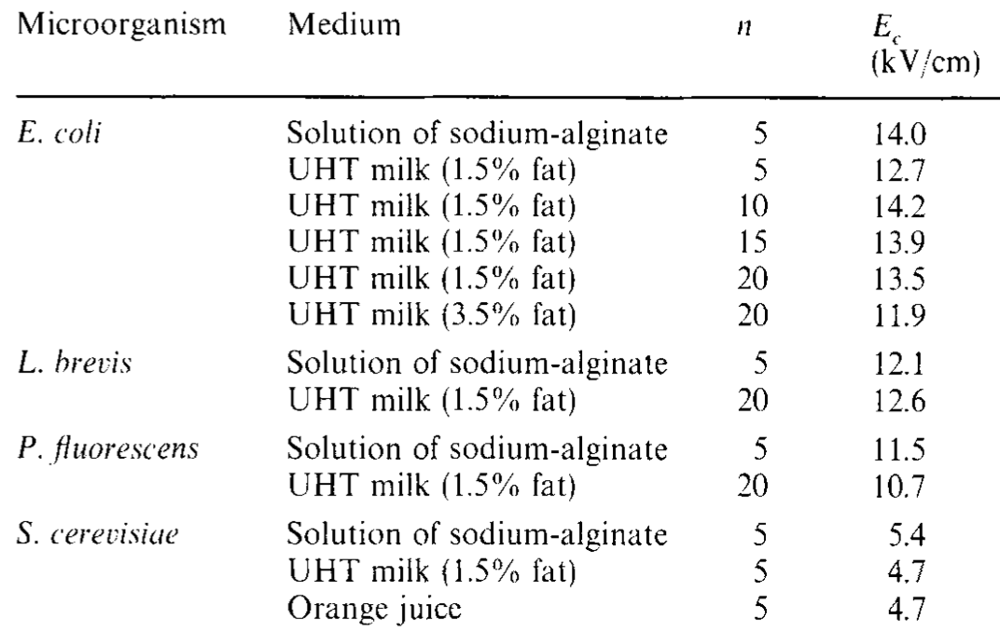 Microorganism Medium n E_c (kV/cm)
E. coli Solution of sodium-alginate 5 14.0
UHT milk (1.5% fat) 5 12.7
UHT milk (1.5% fat) 10 14.2
UHT milk (1.5% fat) 15 13.9
UHT milk (1.5% fat) 20 13.5
UHT milk (3.5% fat) 20 11.9
L. brevis Solution of sodium-alginate 5 12.1
UHT milk (1.5% fat) 20 12.6
P. fluorescens Solution of sodium-alginate 5 11.5
UHT milk (1.5% fat) 20 10.7
S. cerevisiae Solution of sodium-alginate 5 5.4
UHT milk (1.5% fat) 5 4.7
Orange juice 5 4.7